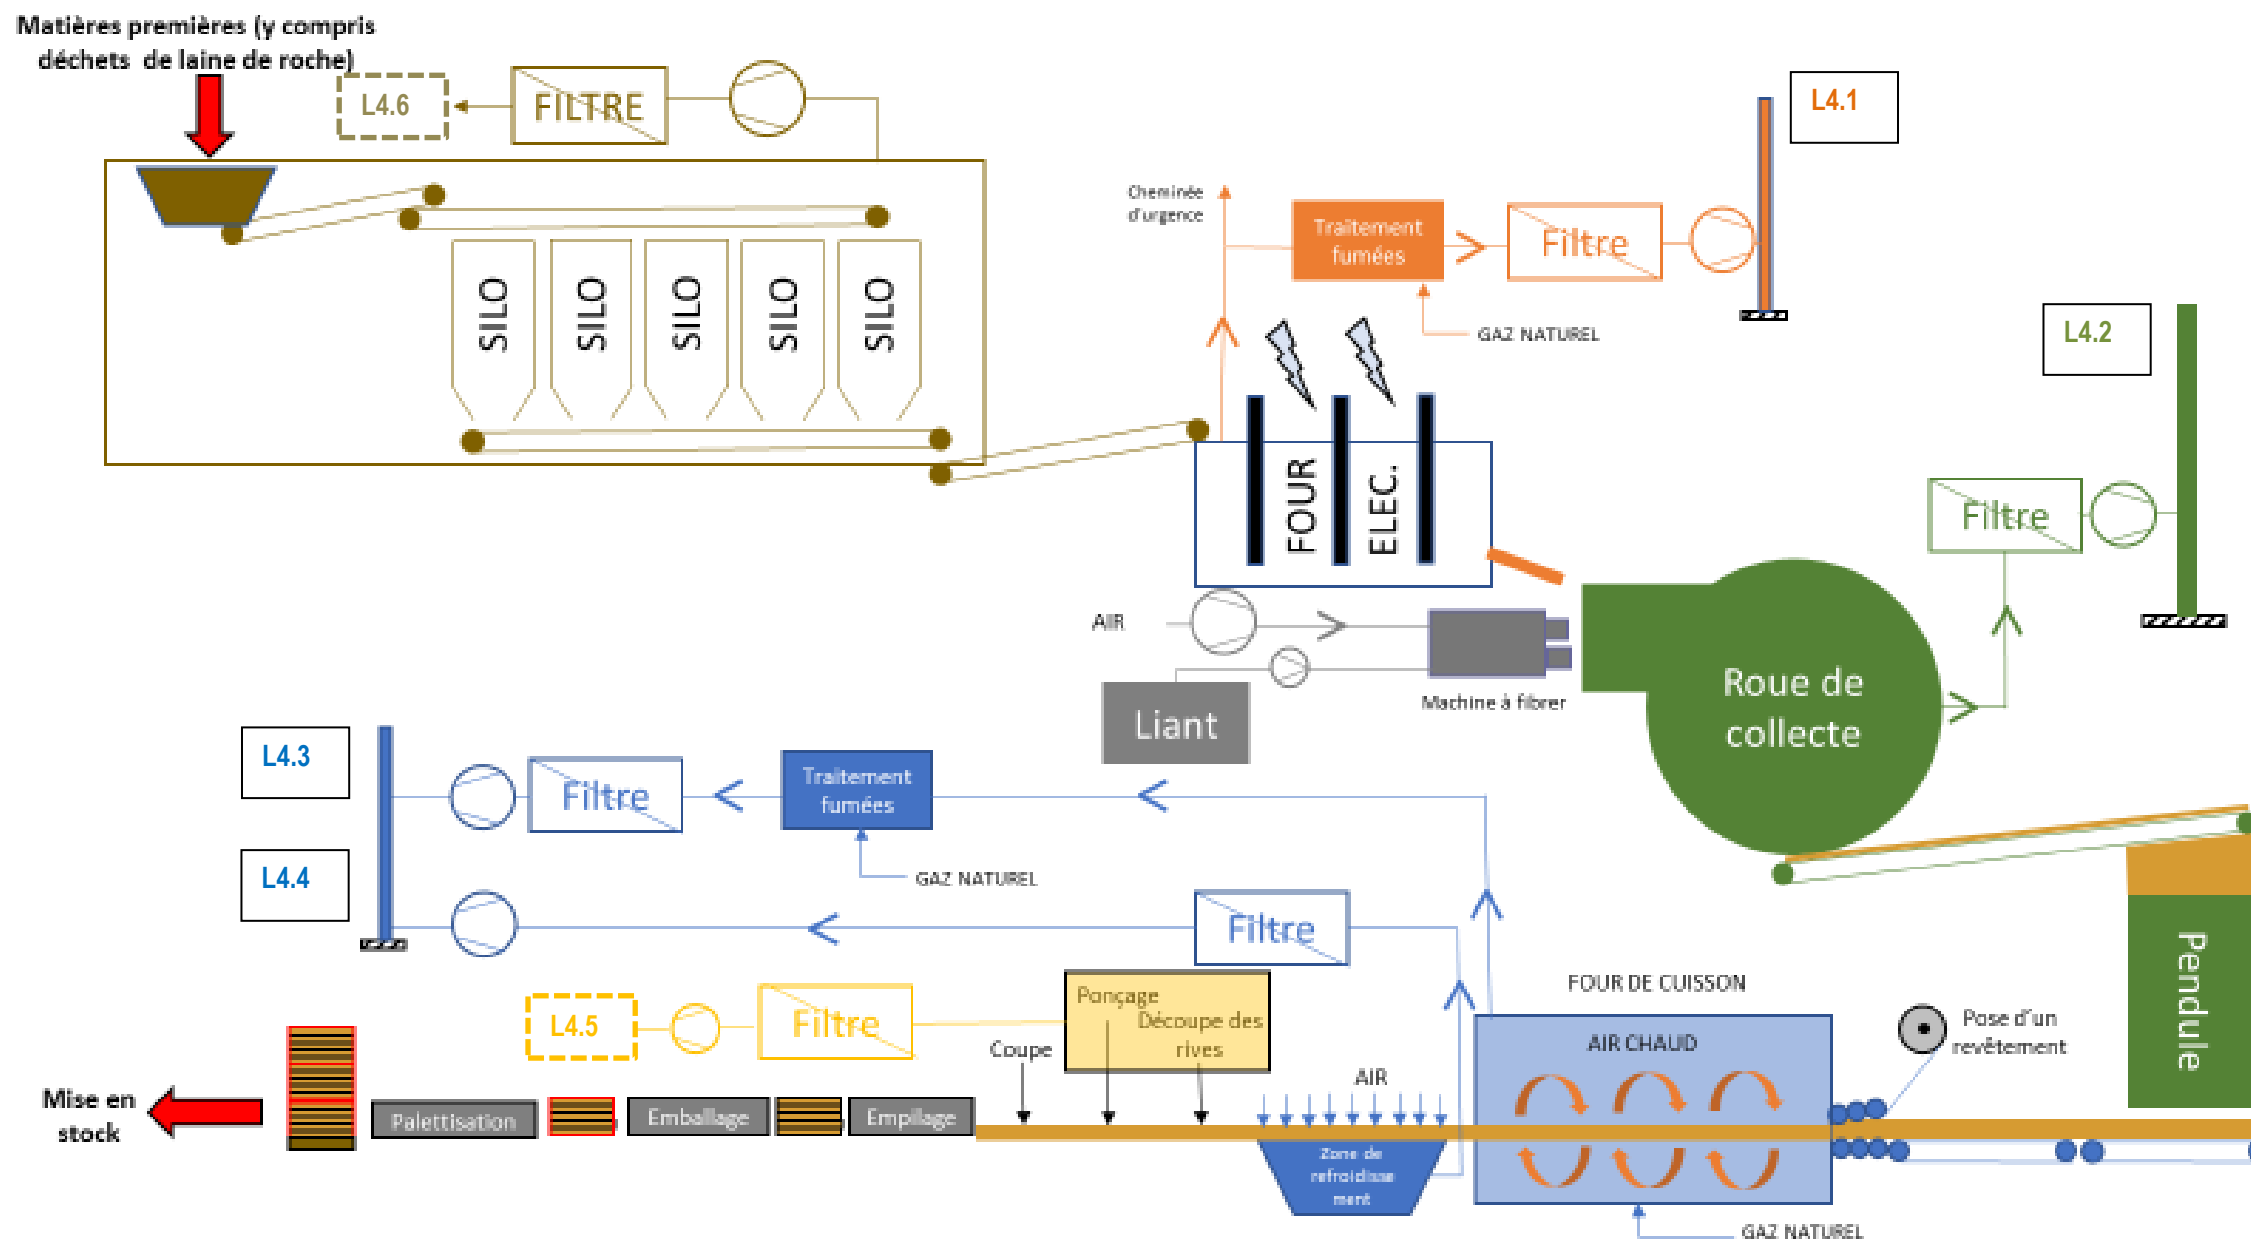 Matières premières (y compris
déchets de laine de roche)
L4.6
FILTRE
L4.1
Cheminée
d'urgence
Traitement
fumées
Filtre
GAZ NATUREL
L4.2
SILO
SILO
SILO
SILO
SILO
FOUR
ELEC.
Filtre
AIR
Machine à fibrer
Liant
Roue de
collecte
L4.3
Filtre
Traitement
fumées
GAZ NATUREL
L4.4
Filtre
Pendule
L4.5
Filtre
Ponçage
Découpe des
rives
Coupe
AIR
FOUR DE CUISSON
AIR CHAUD
Pose d'un
revêtement
Mise en
stock
Palettisation
Emballage
Empilage
Zone de
refroidisse
ment
GAZ NATUREL